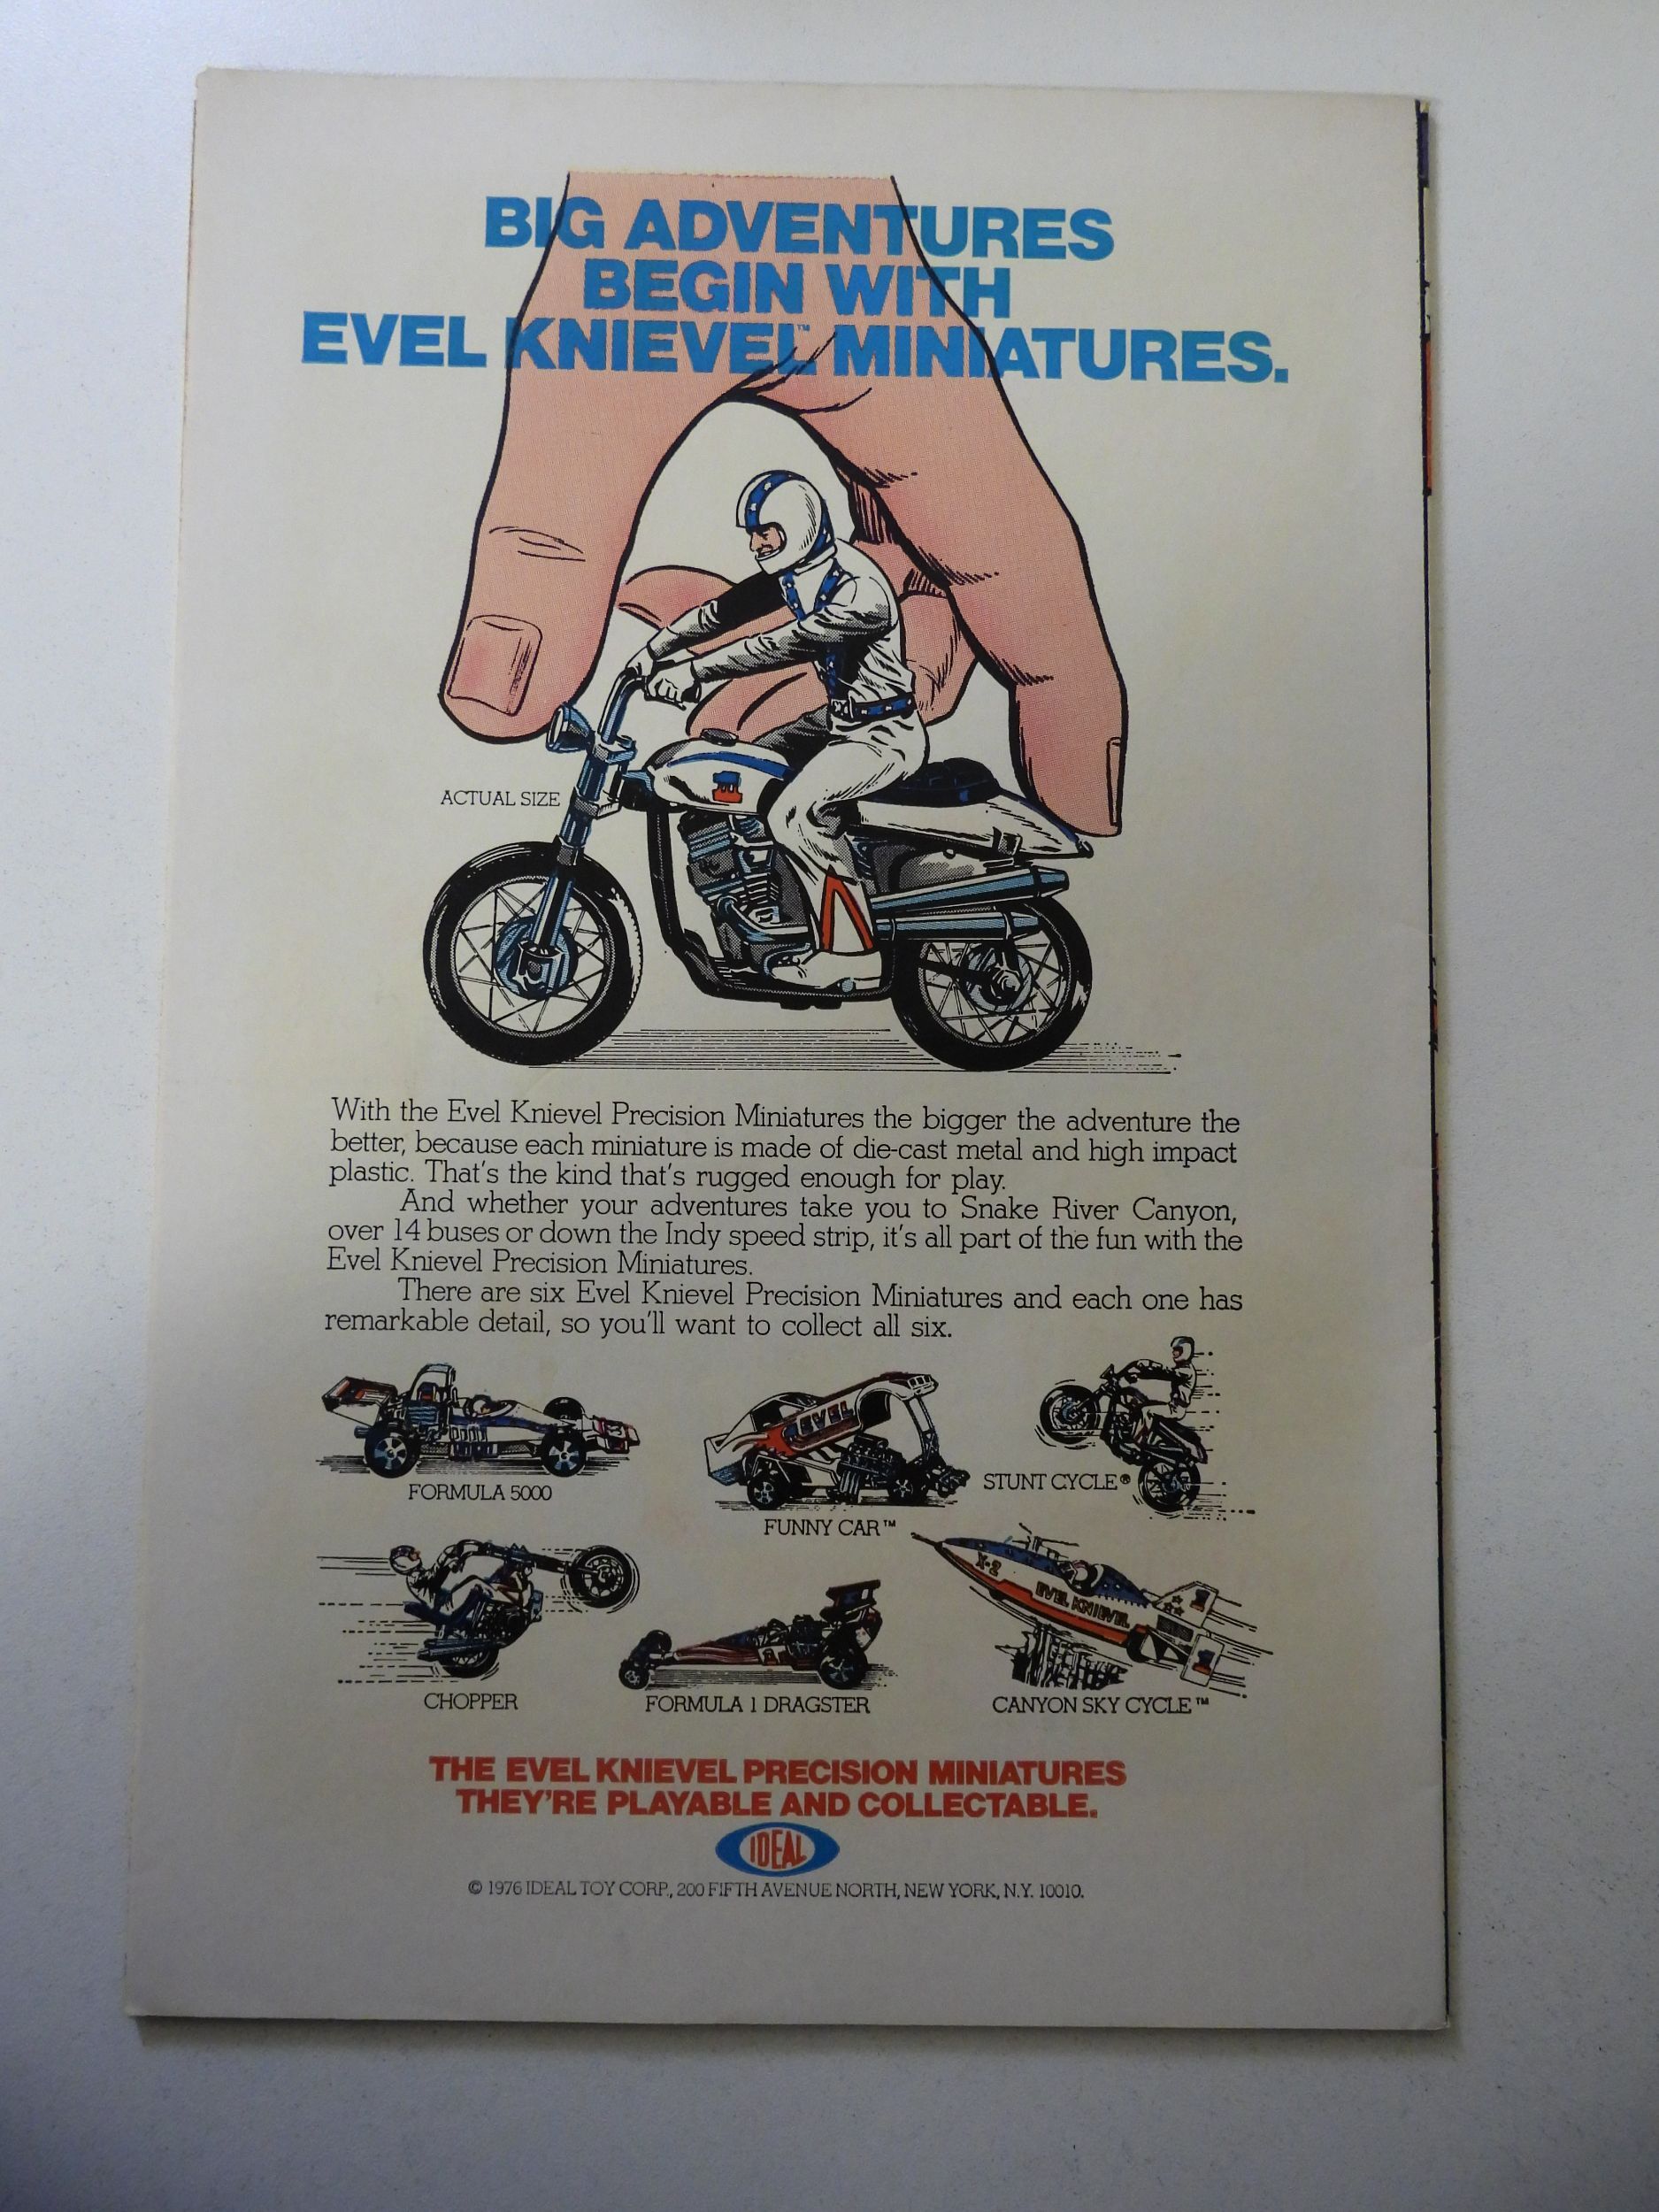 BIG ADVENTURES
BEGIN WITH
EVEL KNIEVEL™ MINIATURES.
ACTUAL SIZE
1
With the Evel Knievel Precision Miniatures the bigger the adventure the
better, because each miniature is made of die-cast metal and high impact
plastic. That's the kind that's rugged enough for play.
And whether your adventures take you to Snake River Canyon,
over 14 buses or down the Indy speed strip, it's all part of the fun with the
Evel Knievel Precision Miniatures.
There are six Evel Knievel Precision Miniatures and each one has
remarkable detail, so you'll want to collect all six.
EVEL
FORMULA 5000
FUNNY CAR™
STUNT CYCLE®
X-2
EVEL KNIEVEL
CHOPPER
FORMULA 1 DRAGSTER
CANYON SKY CYCLE™
THE EVEL KNIEVEL PRECISION MINIATURES
THEY'RE PLAYABLE AND COLLECTABLE.
IDEAL
© 1976 IDEAL TOY CORP., 200 FIFTH AVENUE NORTH, NEW YORK, N.Y. 10010.